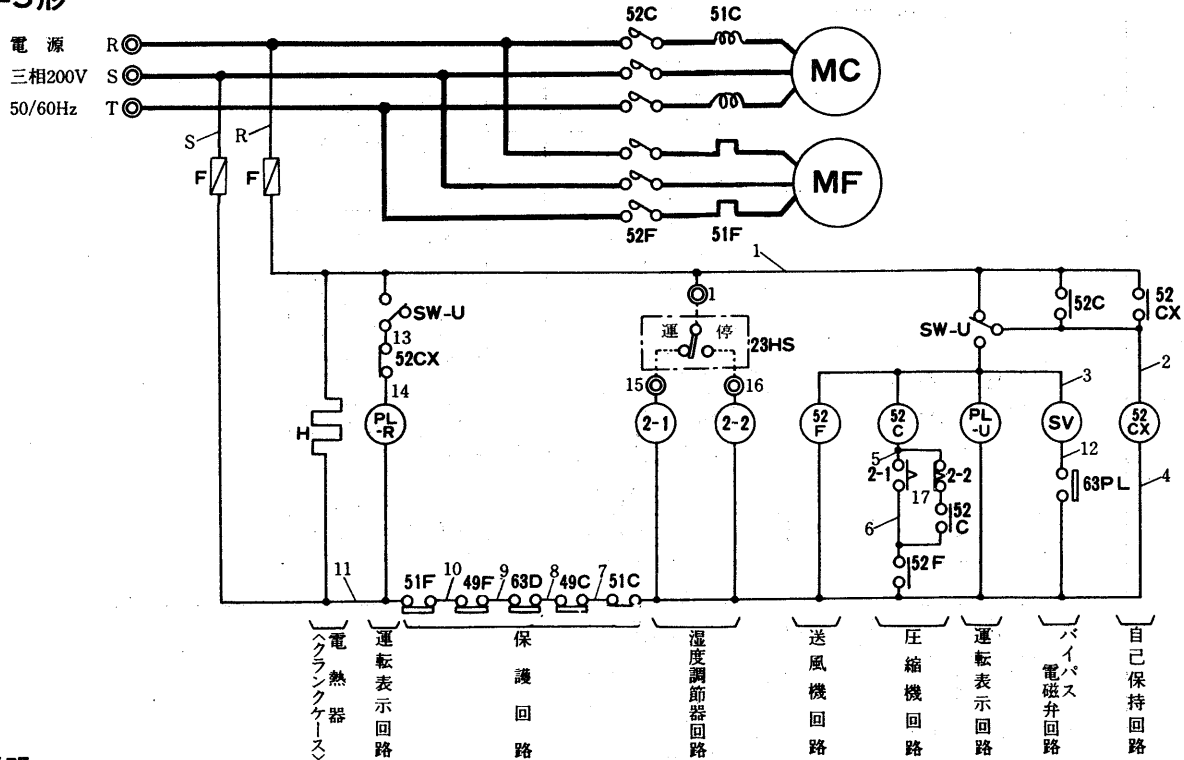 -S形
電源 R
三相200V S
50/60Hz T
52C 51C
MC
S R
F F
MF
52F 51F
1
1
SW-U
13
52CX
14
PL-R
H
運 停
23HS
15 16
2-1 2-2
SW-U
52C
52CX
2
3
52F
52C
PL-U
SV
52CX
5
2-1
17
2-2
12
63PL
4
6
52C
52F
11
51F 10 49F 9 63D 8 49C 7 51C
電熱器
〈クランクケース〉
運転表示回路
保護回路
湿度調節器回路
送風機回路
圧縮機回路
運転表示回路
バイパス
電磁弁回路
自己保持回路